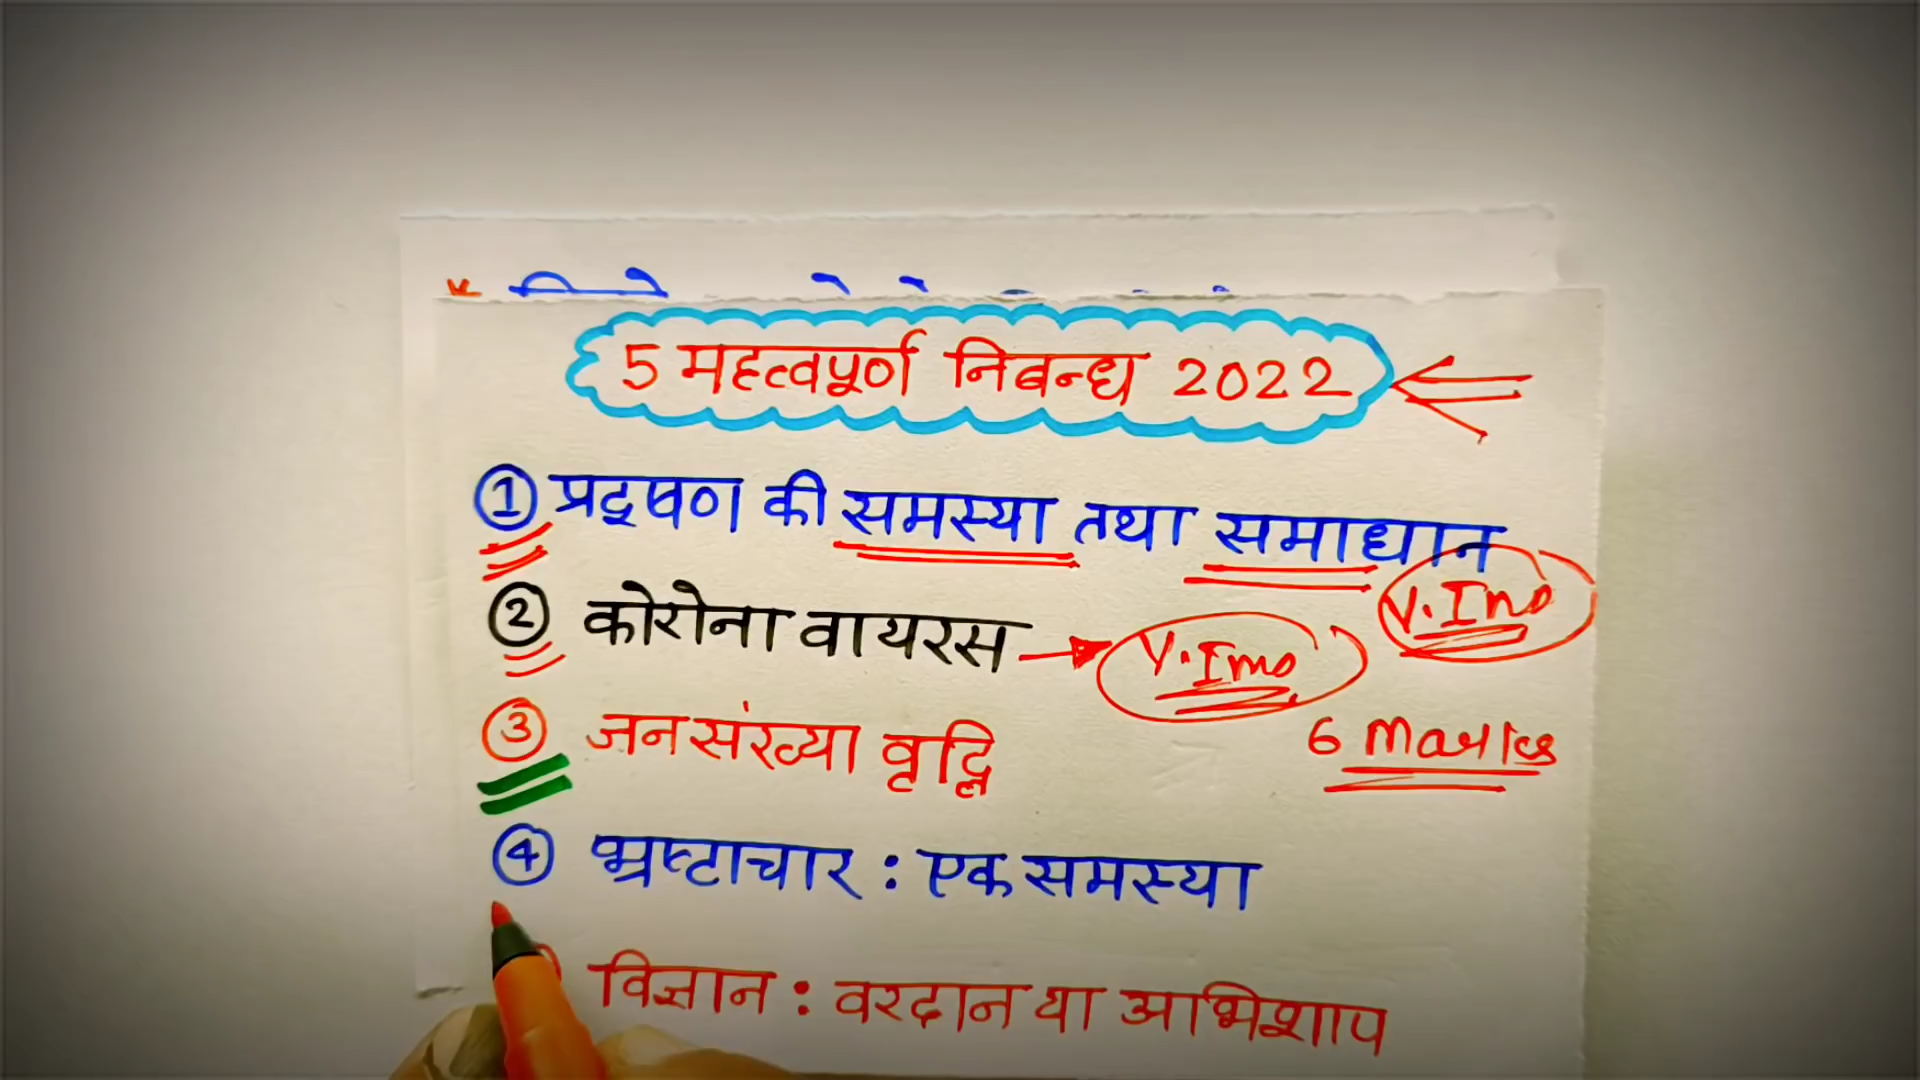 5 महत्वपूर्ण निबन्ध 2022
① प्रदूषण की समस्या तथा समाधान
V. Imp
② कोरोना वायरस → V. Imp
③ जनसंख्या वृद्धि
6 Marks
④ भ्रष्टाचार : एक समस्या
विज्ञान : वरदान या अभिशाप